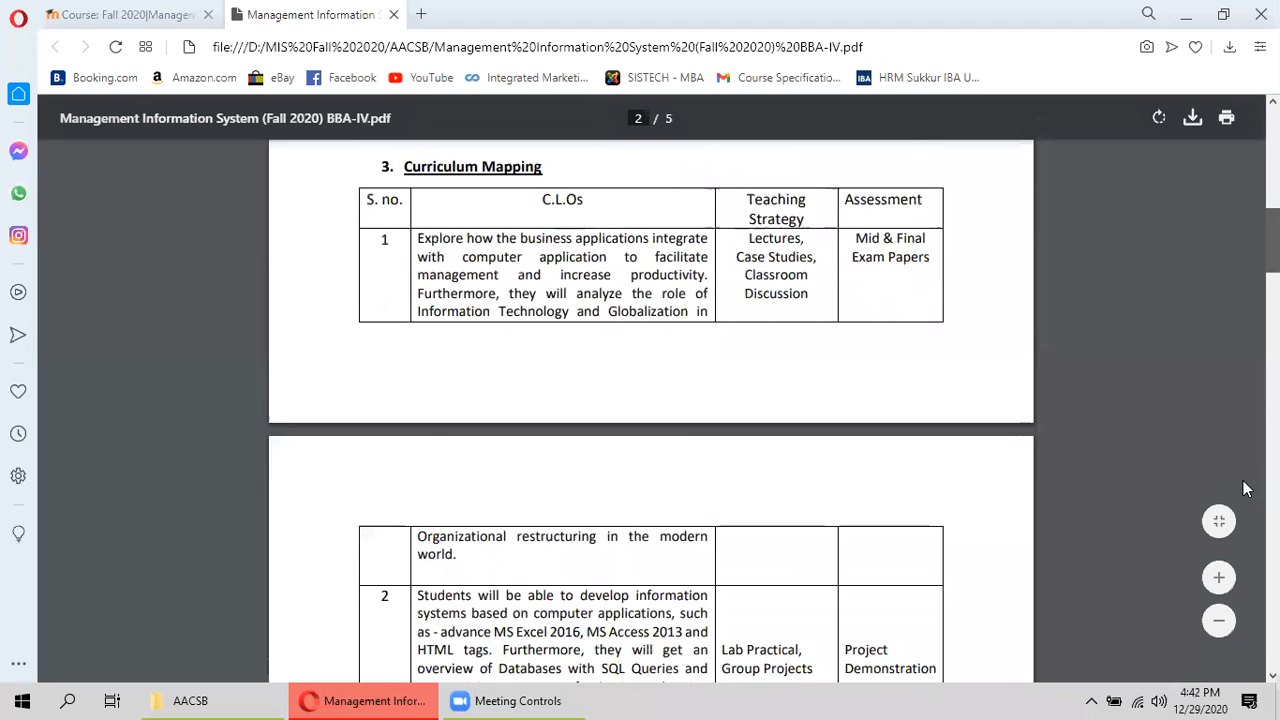 Course: Fall 2020|Managem
Management Information S
file:///D:/MIS%20Fall%202020/AACSB/Management%20Information%20System%20(Fall%202020)%20BBA-IV.pdf
Booking.com
Amazon.com
eBay
Facebook
YouTube
Integrated Marketi...
SISTECH - MBA
Course Specificatio...
HRM Sukkur IBA U...
Management Information System (Fall 2020) BBA-IV.pdf
2 / 5
3. Curriculum Mapping
S. no.
C.L.Os
Teaching
Strategy
Assessment
1
Explore how the business applications integrate
with computer application to facilitate
management and increase productivity.
Furthermore, they will analyze the role of
Information Technology and Globalization in
Lectures,
Case Studies,
Classroom
Discussion
Mid & Final
Exam Papers
Organizational restructuring in the modern
world.
2
Students will be able to develop information
systems based on computer applications, such
as - advance MS Excel 2016, MS Access 2013 and
HTML tags. Furthermore, they will get an
overview of Databases with SQL Queries and
Lab Practical,
Group Projects
Project
Demonstration
AACSB
Management Infor...
Meeting Controls
4:42 PM
12/29/2020